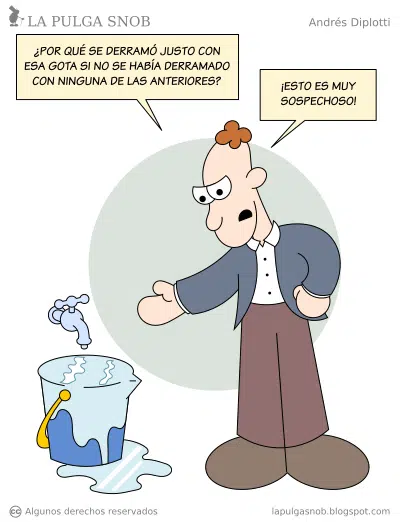 LA PULGA SNOB
Andrés Diplotti
¿POR QUÉ SE DERRAMÓ JUSTO CON
ESA GOTA SI NO SE HABÍA DERRAMADO
CON NINGUNA DE LAS ANTERIORES?
¡ESTO ES MUY
SOSPECHOSO!
cc Algunos derechos reservados
lapulgasnob.blogspot.com